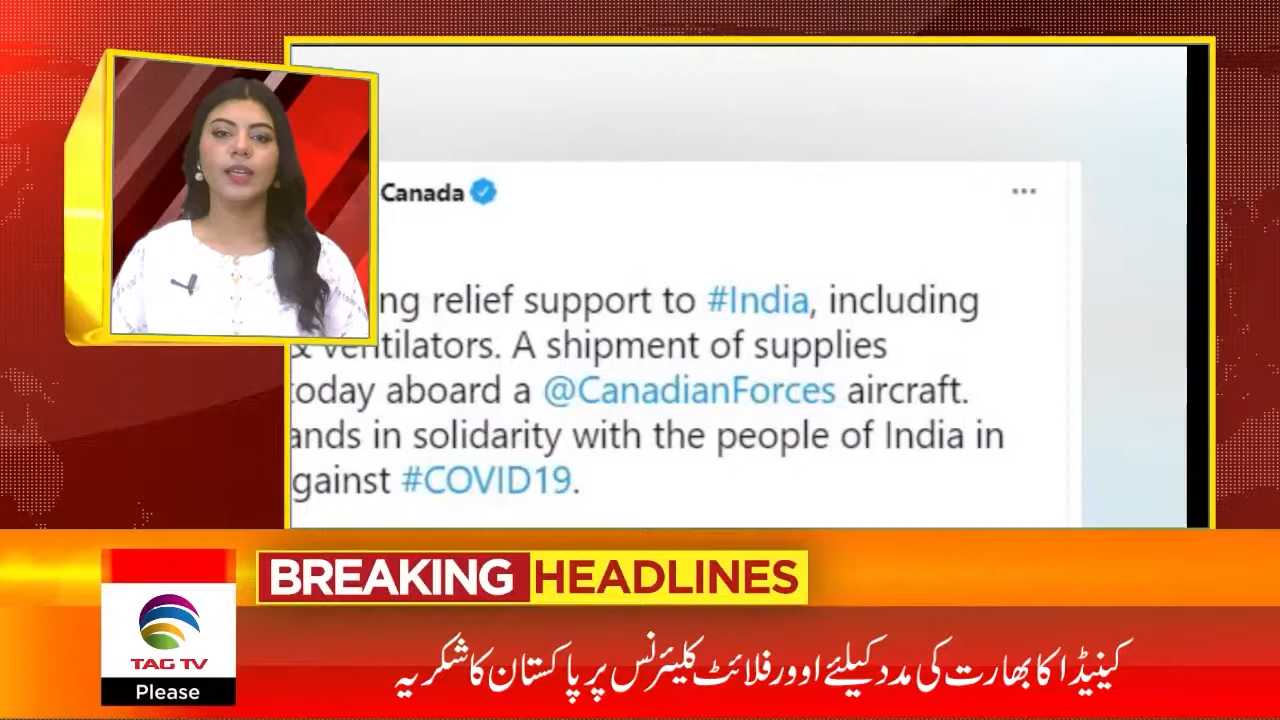 Canada
ng relief support to #India, including
& ventilators. A shipment of supplies
today aboard a @CanadianForces aircraft.
ands in solidarity with the people of India in
gainst #COVID19.
BREAKING HEADLINES
TAG TV
Please
کینیڈا کا بھارت کی مدد کیلئے اوور فلائٹ کلیئرنس پر پاکستان کا شکریہ